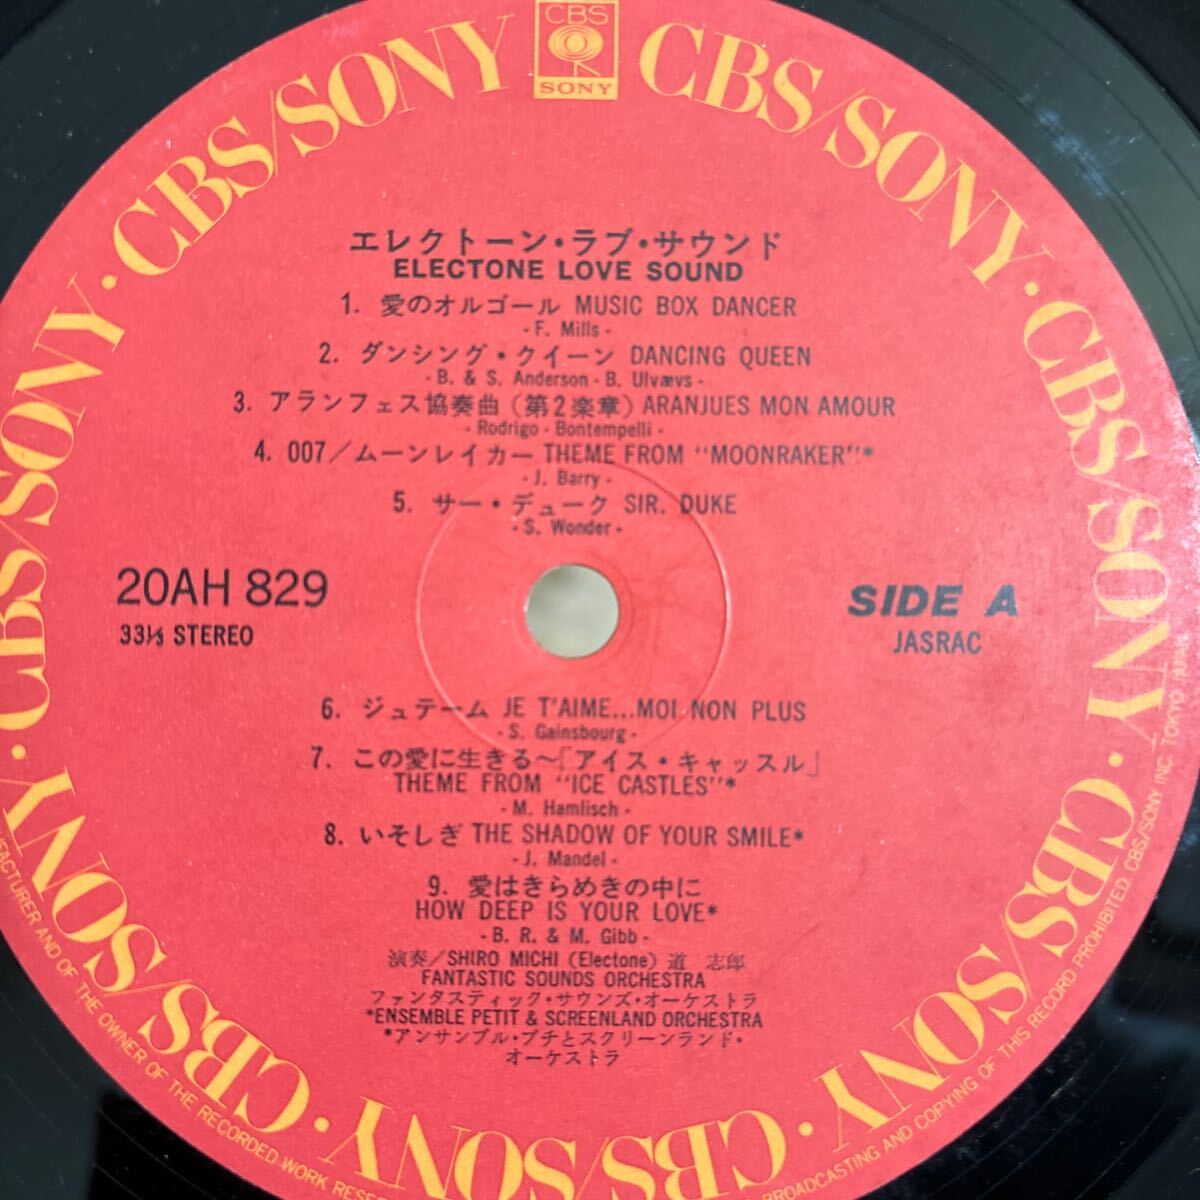 CBS
SONY
CBS/SONY · CBS/SONY · CBS/SONY · CBS/SONY · CBS/SONY · CBS/SONY · CBS/SONY · CBS/SONY
エレクトーン・ラブ・サウンド
ELECTONE LOVE SOUND
1. 愛のオルゴール MUSIC BOX DANCER
- F. Mills -
2. ダンシング・クイーン DANCING QUEEN
- B. & S. Anderson - B. Ulvævs -
3. アランフェス協奏曲(第2楽章) ARANJUES MON AMOUR
- Rodrigo - Bontempelli -
4. 007/ムーンレイカー THEME FROM "MOONRAKER"*
- J. Barry -
5. サー・デューク SIR. DUKE
- S. Wonder -
20AH 829
33⅓ STEREO
SIDE A
JASRAC
6. ジュテーム JE T'AIME...MOI NON PLUS
- S. Gainsbourg -
7. この愛に生きる〜「アイス・キャッスル」
THEME FROM "ICE CASTLES"*
- M. Hamlisch -
8. いそしぎ THE SHADOW OF YOUR SMILE*
- J. Mandel -
9. 愛はきらめきの中に
HOW DEEP IS YOUR LOVE*
- B. R. & M. Gibb -
演奏/SHIRO MICHI (Electone) 道 志郎
FANTASTIC SOUNDS ORCHESTRA
ファンタスティック・サウンズ・オーケストラ
*ENSEMBLE PETIT & SCREENLAND ORCHESTRA
*アンサンブル・プチとスクリーンランド・
オーケストラ
OF THE OWNER OF THE RECORDED WORK BROADCASTING AND COPYING OF THIS RECORD PROHIBITED. CBS/SONY INC. TOKYO